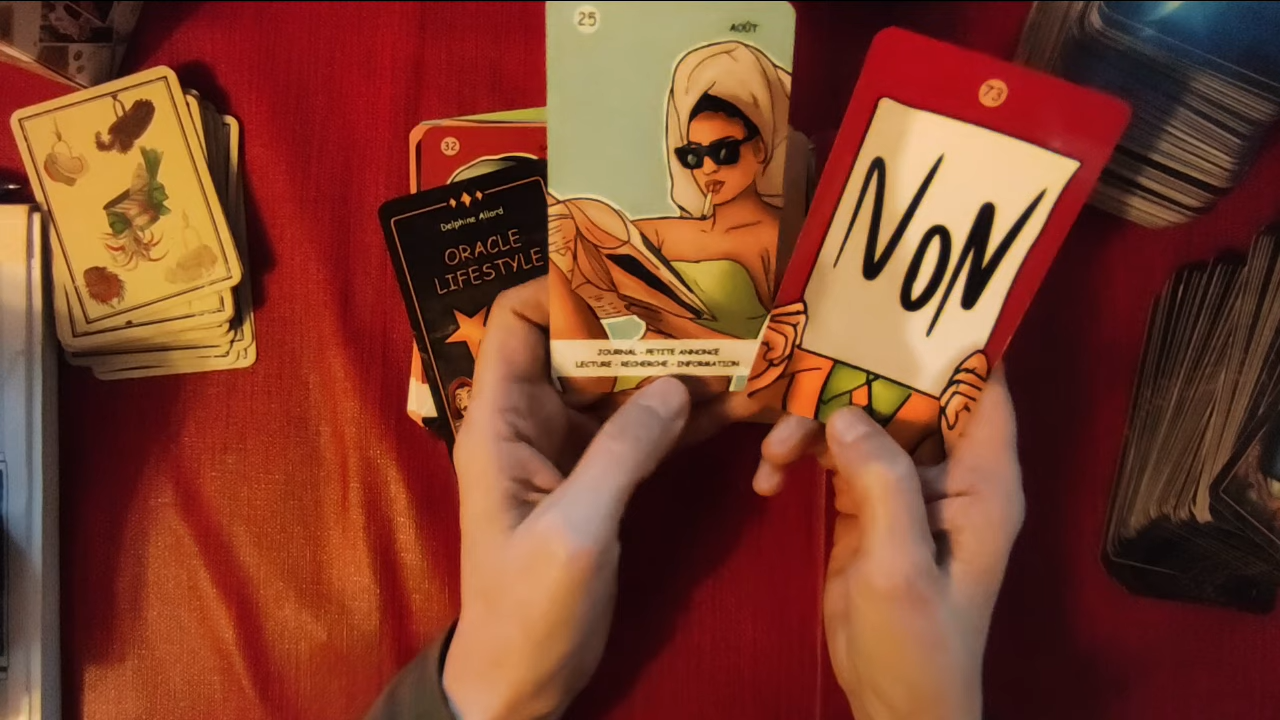 32
Delphine Allard
ORACLE
LIFESTYLE
25
AOÛT
JOURNAL - PETITE ANNONCE
LECTURE - RECHERCHE - INFORMATION
73
NON